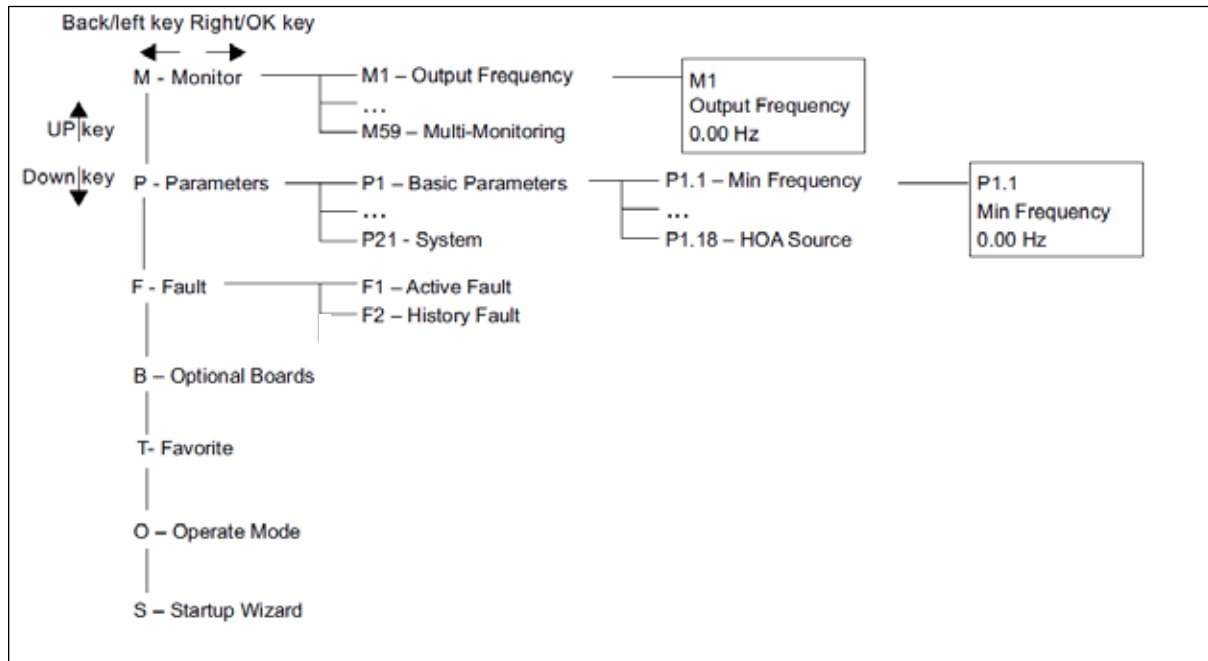 Back/left key Right/OK key
M - Monitor
M1 – Output Frequency
...
M59 – Multi-Monitoring
M1
Output Frequency
0.00 Hz
UP key
Down key
P - Parameters
P1 – Basic Parameters
...
P21 - System
P1.1 – Min Frequency
...
P1.18 – HOA Source
P1.1
Min Frequency
0.00 Hz
F - Fault
F1 – Active Fault
F2 – History Fault
B – Optional Boards
T- Favorite
O – Operate Mode
S – Startup Wizard